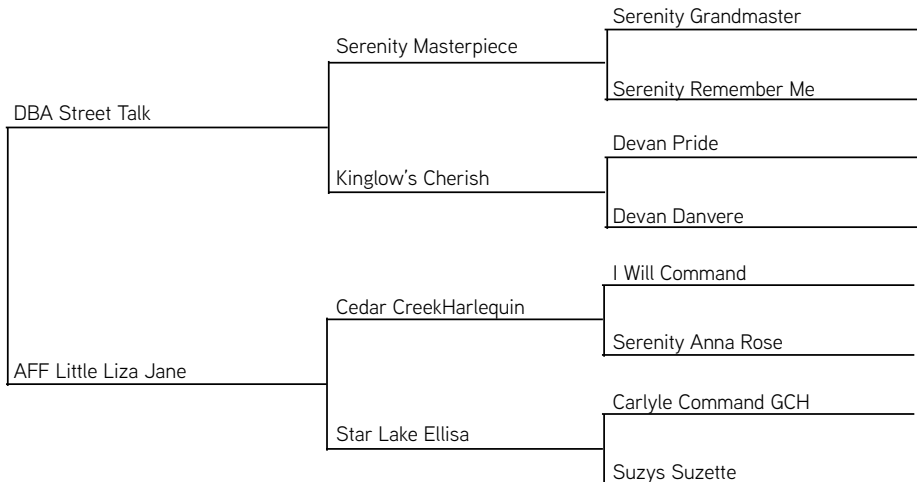 Serenity Grandmaster
Serenity Masterpiece
Serenity Remember Me
DBA Street Talk
Devan Pride
Kinglow's Cherish
Devan Danvere
I Will Command
Cedar CreekHarlequin
Serenity Anna Rose
AFF Little Liza Jane
Carlyle Command GCH
Star Lake Ellisa
Suzys Suzette